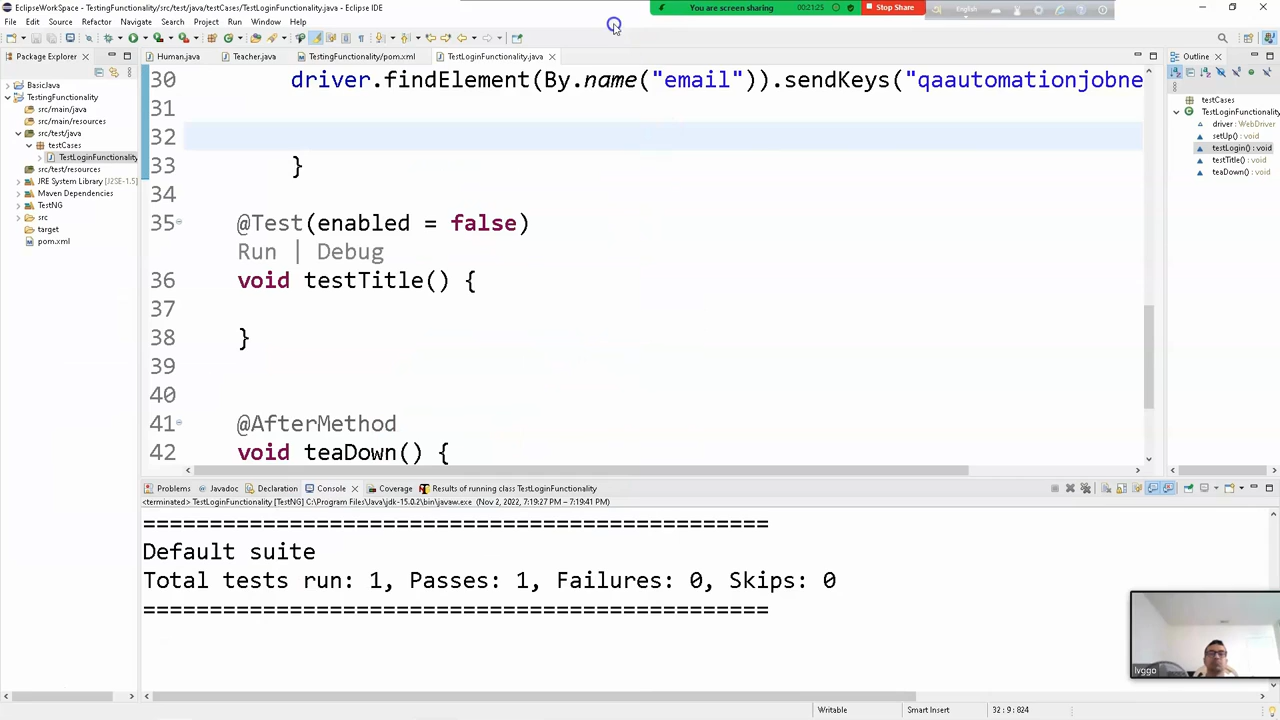 EclipseWorkSpace - TestingFunctionality/src/test/java/testCases/TestLoginFunctionality.java - Eclipse IDE
You are screen sharing 00:21:25 Stop Share
English
File Edit Source Refactor Navigate Search Project Run Window Help
Package Explorer
Human.java Teacher.java TestingFunctionality/pom.xml TestLoginFunctionality.java
Outline
BasicJava
TestingFunctionality
src/main/java
src/main/resources
src/test/java
testCases
TestLoginFunctionality
src/test/resources
JRE System Library [J2SE-1.5]
Maven Dependencies
TestNG
src
target
pom.xml
30 driver.findElement(By.name("email")).sendKeys("qaautomationjobne
31
32
33 }
34
35 @Test(enabled = false)
Run | Debug
36 void testTitle() {
37
38 }
39
40
41 @AfterMethod
42 void teaDown() {
testCases
TestLoginFunctionality
driver : WebDriver
setUp() : void
testLogin() : void
testTitle() : void
teaDown() : void
Problems Javadoc Declaration Console Coverage Results of running class TestLoginFunctionality
<terminated> TestLoginFunctionality [TestNG] C:\Program Files\Java\jdk-15.0.2\bin\javaw.exe (Nov 2, 2022, 7:19:27 PM – 7:19:41 PM)
===============================================
Default suite
Total tests run: 1, Passes: 1, Failures: 0, Skips: 0
===============================================
lvggo
Writable Smart Insert 32 : 9 : 824